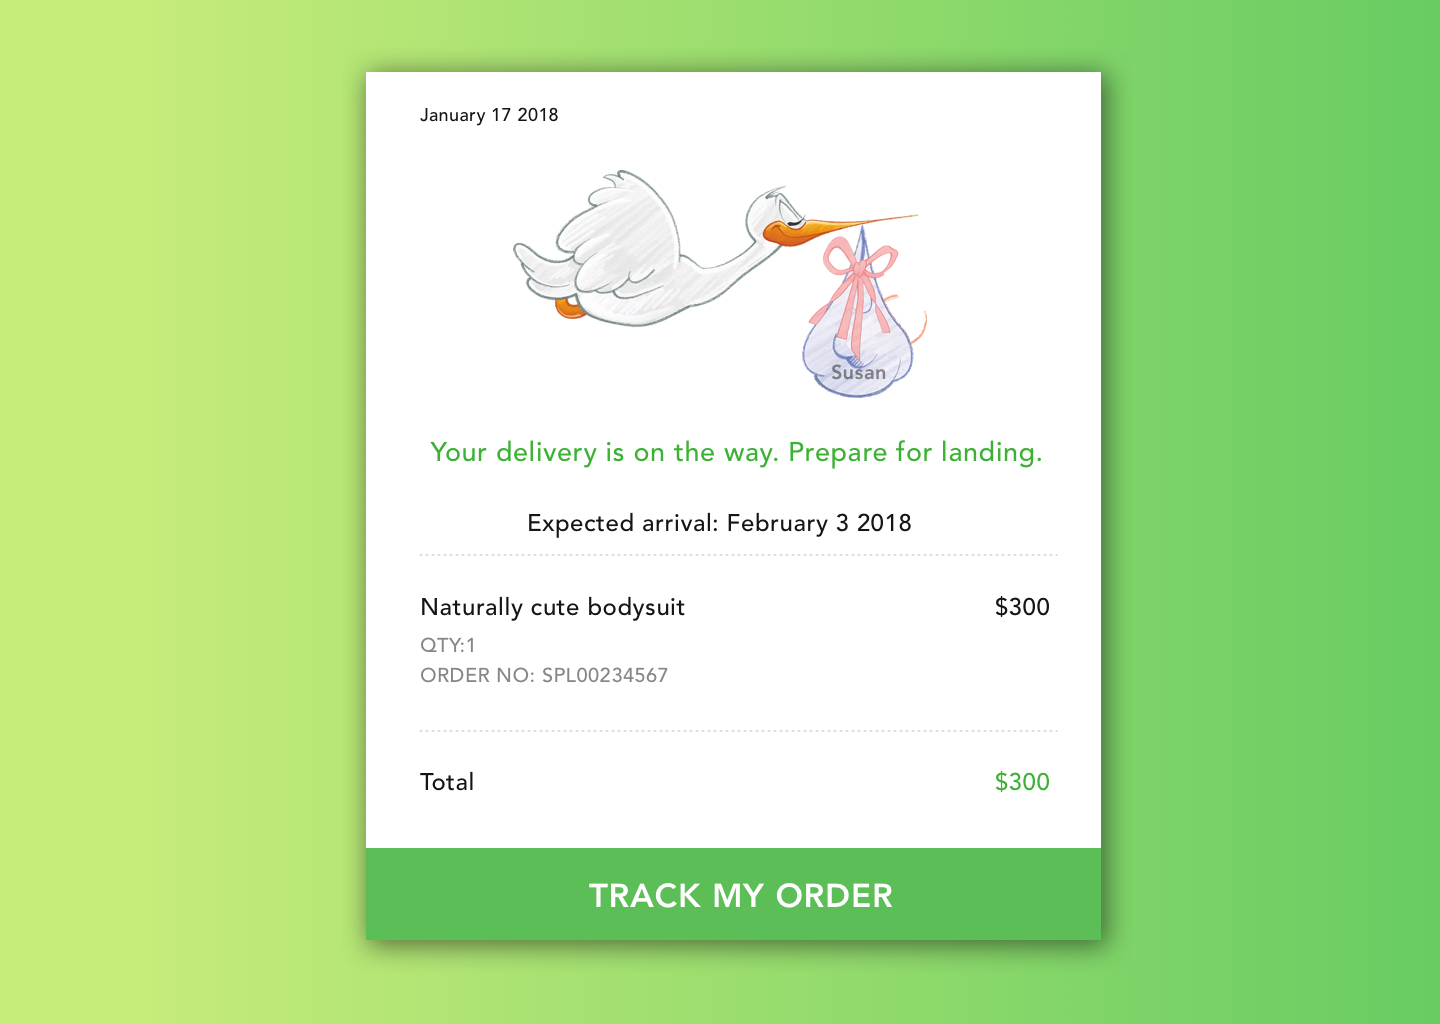 January 17 2018
Susan
Your delivery is on the way. Prepare for landing.
Expected arrival: February 3 2018
Naturally cute bodysuit $300
QTY:1
ORDER NO: SPL00234567
Total $300
TRACK MY ORDER